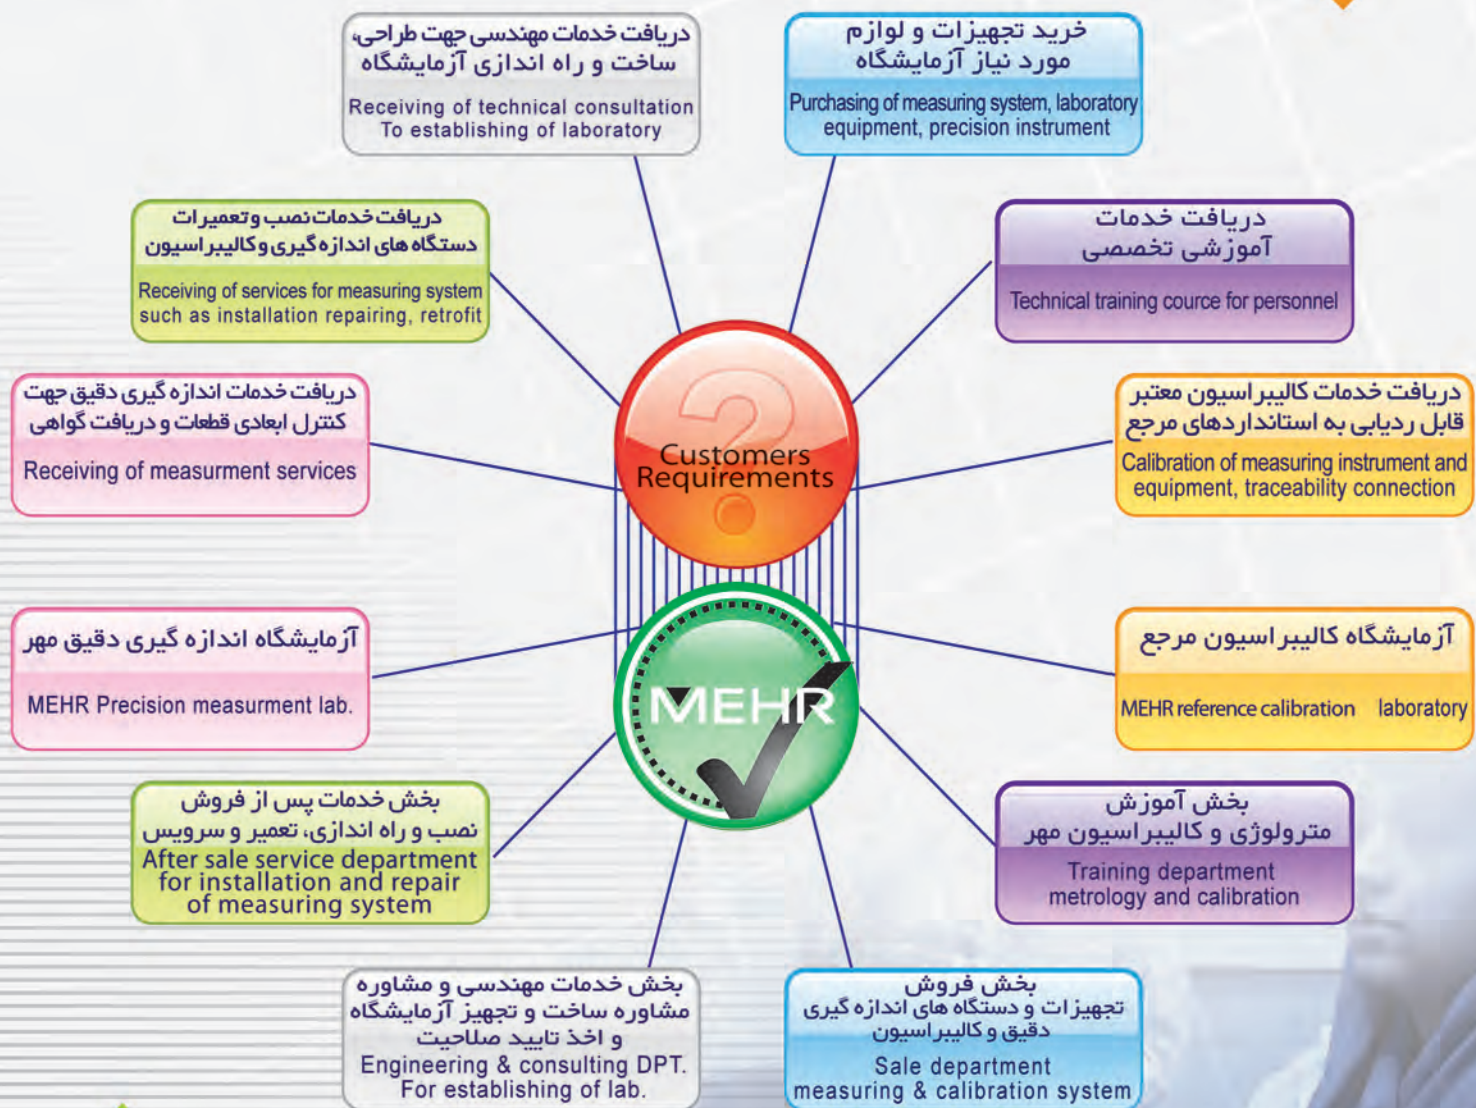 دریافت خدمات مهندسی جهت طراحی،
ساخت و راه اندازی آزمایشگاه
Receiving of technical consultation
To establishing of laboratory
خرید تجهیزات و لوازم
مورد نیاز آزمایشگاه
Purchasing of measuring system, laboratory
equipment, precision instrument
دریافت خدمات نصب و تعمیرات
دستگاه های اندازه گیری و کالیبراسیون
Receiving of services for measuring system
such as installation repairing, retrofit
دریافت خدمات
آموزشی تخصصی
Technical training cource for personnel
دریافت خدمات اندازه گیری دقیق جهت
کنترل ابعادی قطعات و دریافت گواهی
Receiving of measurment services
?
Customers
Requirements
دریافت خدمات کالیبراسیون معتبر
قابل ردیابی به استانداردهای مرجع
Calibration of measuring instrument and
equipment, traceability connection
آزمایشگاه اندازه گیری دقیق مهر
MEHR Precision measurment lab.
MEHR
آزمایشگاه کالیبراسیون مرجع
MEHR reference calibration laboratory
بخش خدمات پس از فروش
نصب و راه اندازی، تعمیر و سرویس
After sale service department
for installation and repair
of measuring system
بخش آموزش
مترولوژی و کالیبراسیون مهر
Training department
metrology and calibration
بخش خدمات مهندسی و مشاوره
مشاوره ساخت و تجهیز آزمایشگاه
و اخذ تایید صلاحیت
Engineering & consulting DPT.
For establishing of lab.
بخش فروش
تجهیزات و دستگاه های اندازه گیری
دقیق و کالیبراسیون
Sale department
measuring & calibration system